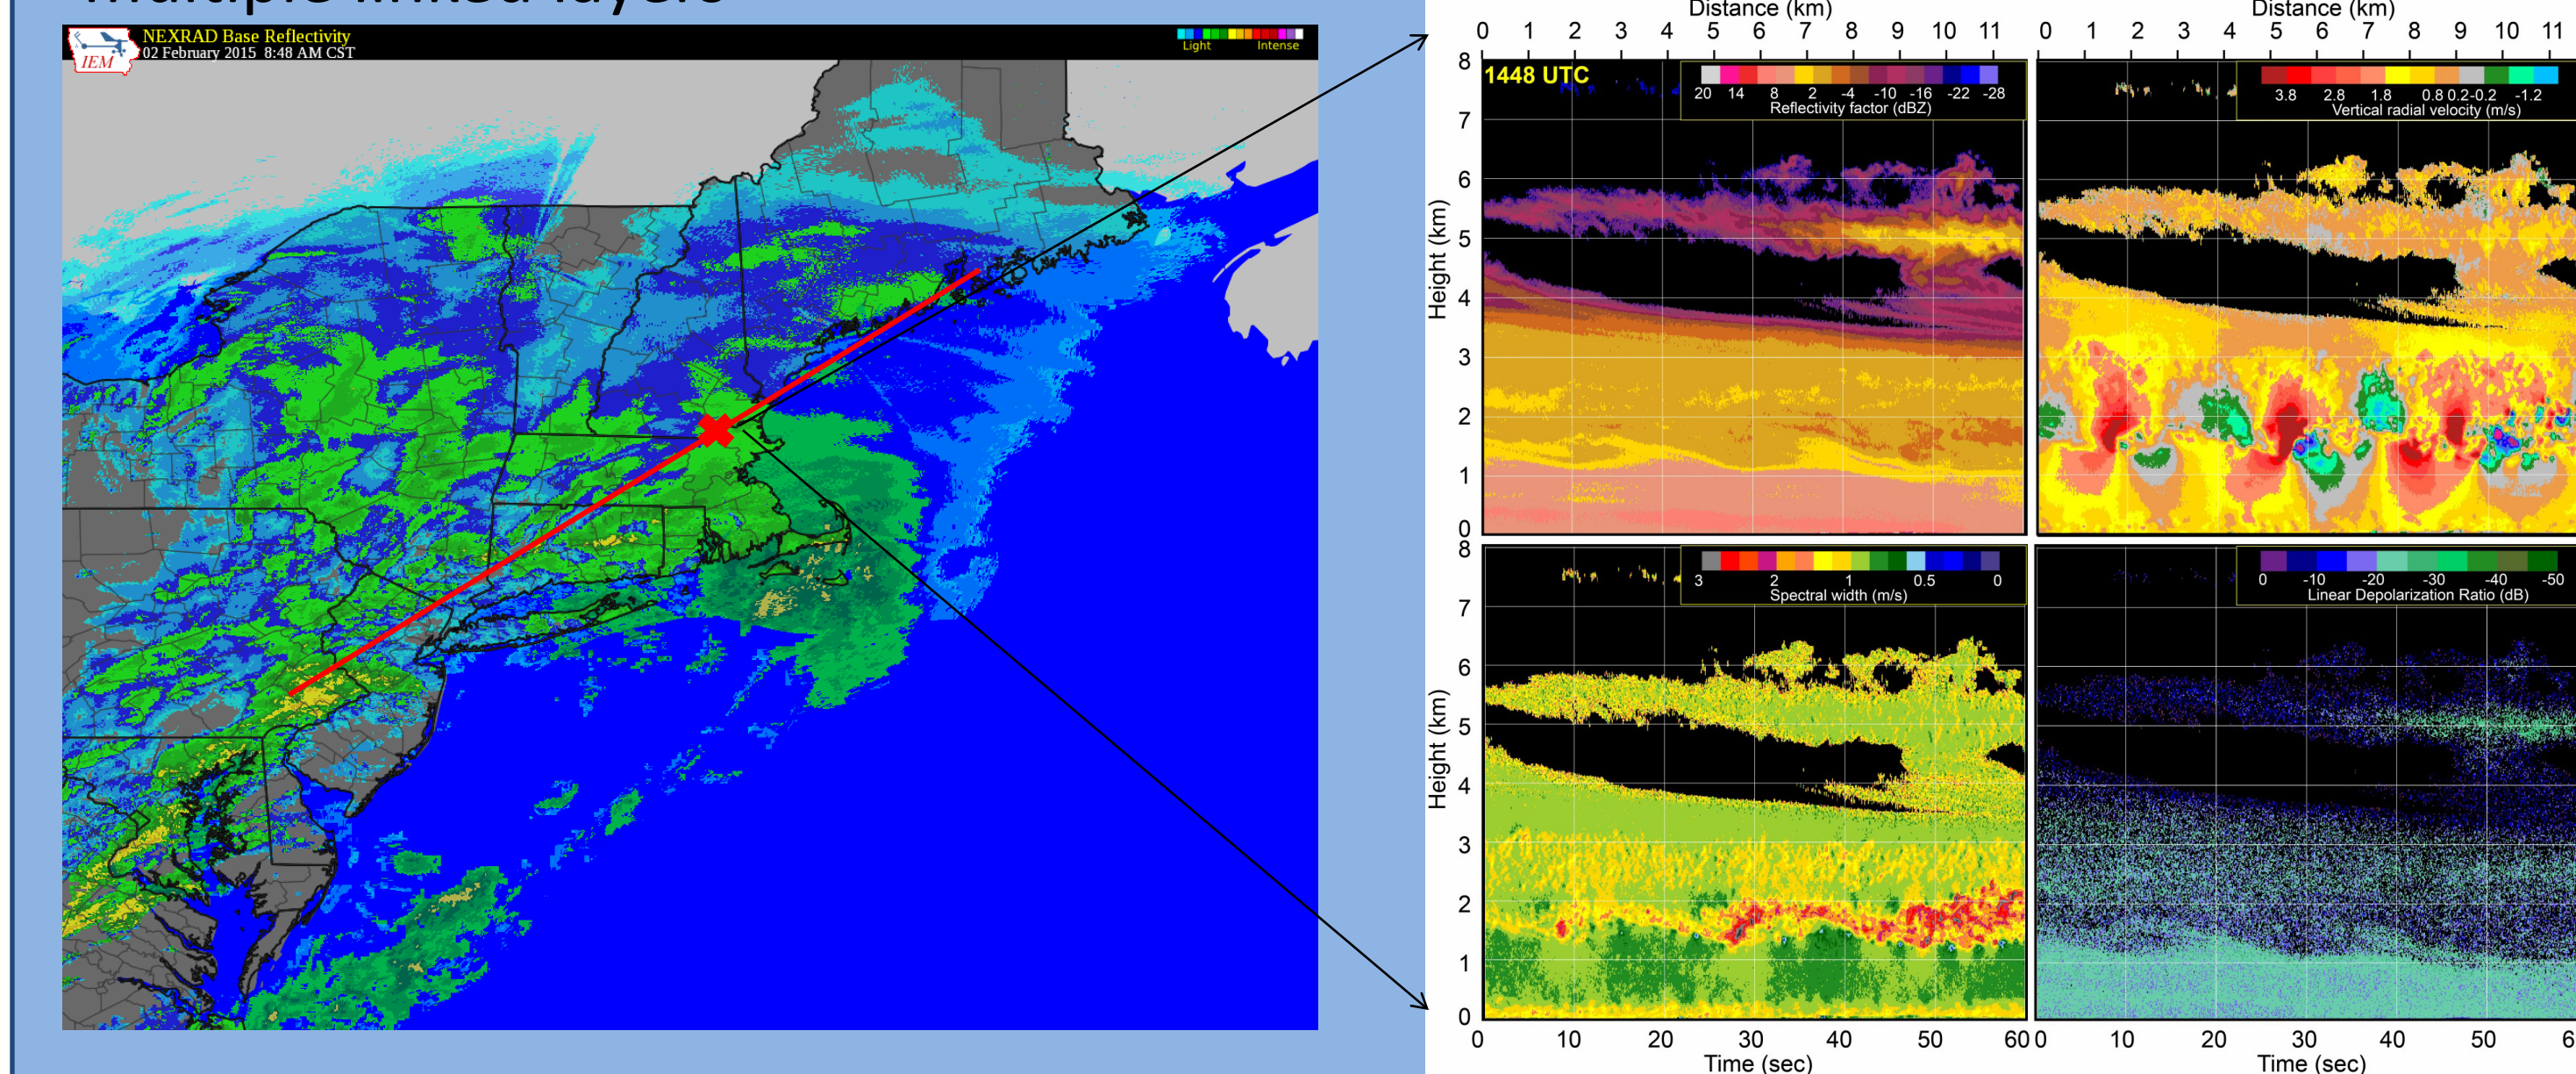 multiple linked layers
NEXRAD Base Reflectivity
02 February 2015 8:48 AM CST
IEM
Light Intense
Distance (km)
0 1 2 3 4 5 6 7 8 9 10 11
1448 UTC
20 14 8 2 -4 -10 -16 -22 -28
Reflectivity factor (dBZ)
Height (km)
8
7
6
5
4
3
2
1
0
Distance (km)
0 1 2 3 4 5 6 7 8 9 10 11
3.8 2.8 1.8 0.8 0.2 -0.2 -1.2
Vertical radial velocity (m/s)
3 2 1 0.5 0
Spectral width (m/s)
Height (km)
8
7
6
5
4
3
2
1
0
0 10 20 30 40 50 60
Time (sec)
0 -10 -20 -30 -40 -50
Linear Depolarization Ratio (dB)
0 10 20 30 40 50
Time (sec)